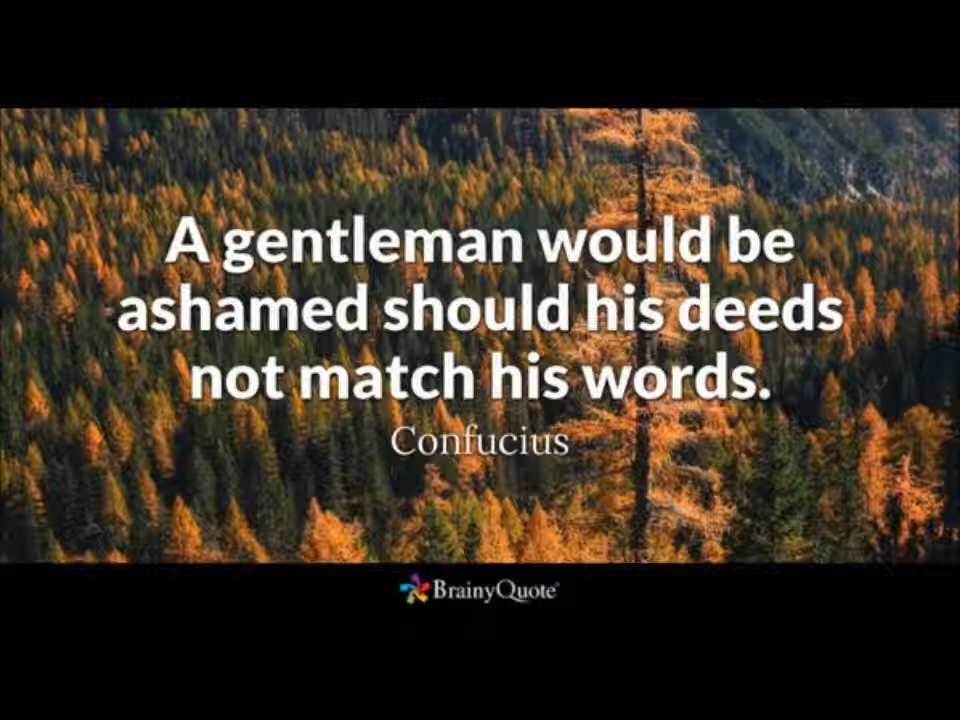 A gentleman would be
ashamed should his deeds
not match his words.
Confucius
BrainyQuote®